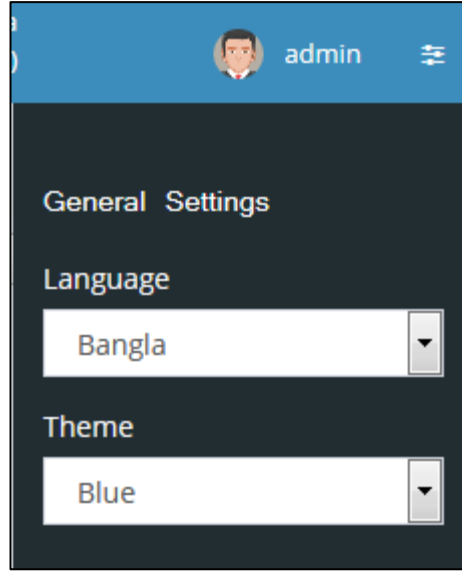 a
) admin
General Settings
Language
Bangla
Theme
Blue